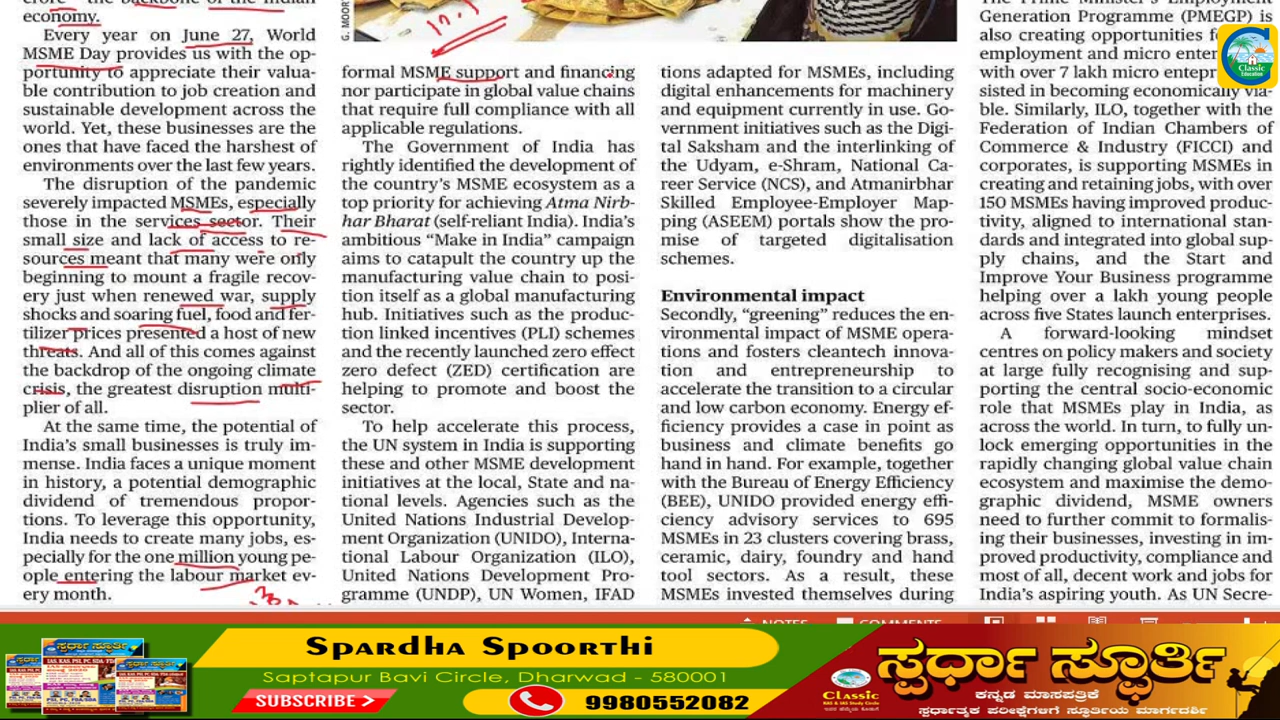 crore — the backbone of the Indian
economy.
Every year on June 27, World
MSME Day provides us with the op-
portunity to appreciate their valua-
ble contribution to job creation and
sustainable development across the
world. Yet, these businesses are the
ones that have faced the harshest of
environments over the last few years.
The disruption of the pandemic
severely impacted MSMEs, especially
those in the services sector. Their
small size and lack of access to re-
sources meant that many were only
beginning to mount a fragile recov-
ery just when renewed war, supply
shocks and soaring fuel, food and fer-
tilizer prices presented a host of new
threats. And all of this comes against
the backdrop of the ongoing climate
crisis, the greatest disruption multi-
plier of all.
At the same time, the potential of
India's small businesses is truly im-
mense. India faces a unique moment
in history, a potential demographic
dividend of tremendous propor-
tions. To leverage this opportunity,
India needs to create many jobs, es-
pecially for the one million young pe-
ople entering the labour market ev-
ery month.
G. MOORT
formal MSME support and financing
nor participate in global value chains
that require full compliance with all
applicable regulations.
The Government of India has
rightly identified the development of
the country's MSME ecosystem as a
top priority for achieving Atma Nirb-
har Bharat (self-reliant India). India's
ambitious “Make in India” campaign
aims to catapult the country up the
manufacturing value chain to posi-
tion itself as a global manufacturing
hub. Initiatives such as the produc-
tion linked incentives (PLI) schemes
and the recently launched zero effect
zero defect (ZED) certification are
helping to promote and boost the
sector.
To help accelerate this process,
the UN system in India is supporting
these and other MSME development
initiatives at the local, State and na-
tional levels. Agencies such as the
United Nations Industrial Develop-
ment Organization (UNIDO), Interna-
tional Labour Organization (ILO),
United Nations Development Pro-
gramme (UNDP), UN Women, IFAD
tions adapted for MSMEs, including
digital enhancements for machinery
and equipment currently in use. Go-
vernment initiatives such as the Digi-
tal Saksham and the interlinking of
the Udyam, e-Shram, National Ca-
reer Service (NCS), and Atmanirbhar
Skilled Employee-Employer Map-
ping (ASEEM) portals show the pro-
mise of targeted digitalisation
schemes.
Environmental impact
Secondly, “greening” reduces the en-
vironmental impact of MSME opera-
tions and fosters cleantech innova-
tion and entrepreneurship to
accelerate the transition to a circular
and low carbon economy. Energy ef-
ficiency provides a case in point as
business and climate benefits go
hand in hand. For example, together
with the Bureau of Energy Efficiency
(BEE), UNIDO provided energy effi-
ciency advisory services to 695
MSMEs in 23 clusters covering brass,
ceramic, dairy, foundry and hand
tool sectors. As a result, these
MSMEs invested themselves during
The Prime Minister's Employment
Generation Programme (PMEGP) is
also creating opportunities
employment and micro
with over 7 lakh micro
sisted in becoming economically via-
ble. Similarly, ILO, together with the
Federation of Indian Chambers of
Commerce & Industry (FICCI) and
corporates, is supporting MSMEs in
creating and retaining jobs, with over
150 MSMEs having improved produc-
tivity, aligned to international stan-
dards and integrated into global sup-
ply chains, and the Start and
Improve Your Business programme
helping over a lakh young people
across five States launch enterprises.
A forward-looking mindset
centres on policy makers and society
at large fully recognising and sup-
porting the central socio-economic
role that MSMEs play in India, as
across the world. In turn, to fully un-
lock emerging opportunities in the
rapidly changing global value chain
ecosystem and maximise the demo-
graphic dividend, MSME owners
need to further commit to formalis-
ing their businesses, investing in im-
proved productivity, compliance and
most of all, decent work and jobs for
India's aspiring youth. As UN Secre-
Classic
Education
NOTES COMMENTS
Spardha Spoorthi
Saptapur Bavi Circle, Dharwad - 580001
SUBSCRIBE
9980552082
Classic
ಸ್ಪರ್ಧಾ ಸ್ಫೂರ್ತಿ
ಕನ್ನಡ ಮಾಸಪತ್ರಿಕೆ
ಸ್ಪರ್ಧಾತ್ಮಕ ಪರೀಕ್ಷೆಗಳಿಗೆ ಸ್ಫೂರ್ತಿಯ ಮಾರ್ಗದರ್ಶಿ